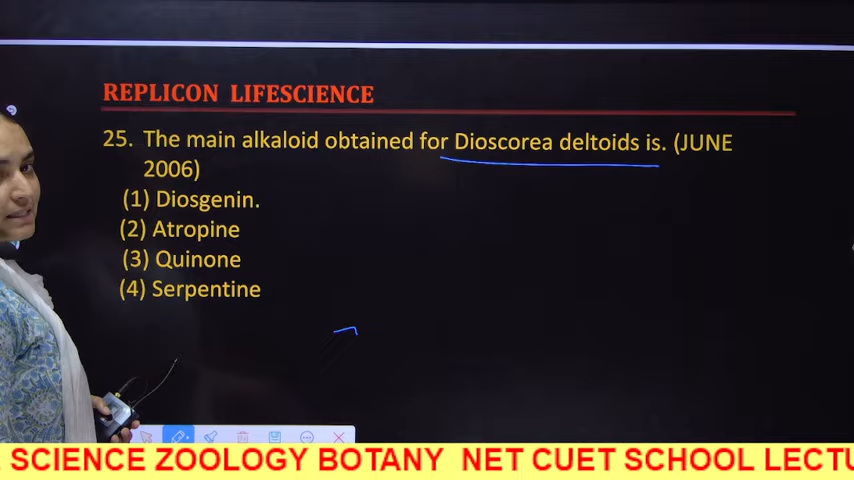 REPLICON LIFESCIENCE
25. The main alkaloid obtained for Dioscorea deltoids is. (JUNE
2006)
(1) Diosgenin.
(2) Atropine
(3) Quinone
(4) Serpentine
SCIENCE ZOOLOGY BOTANY NET CUET SCHOOL LECTU